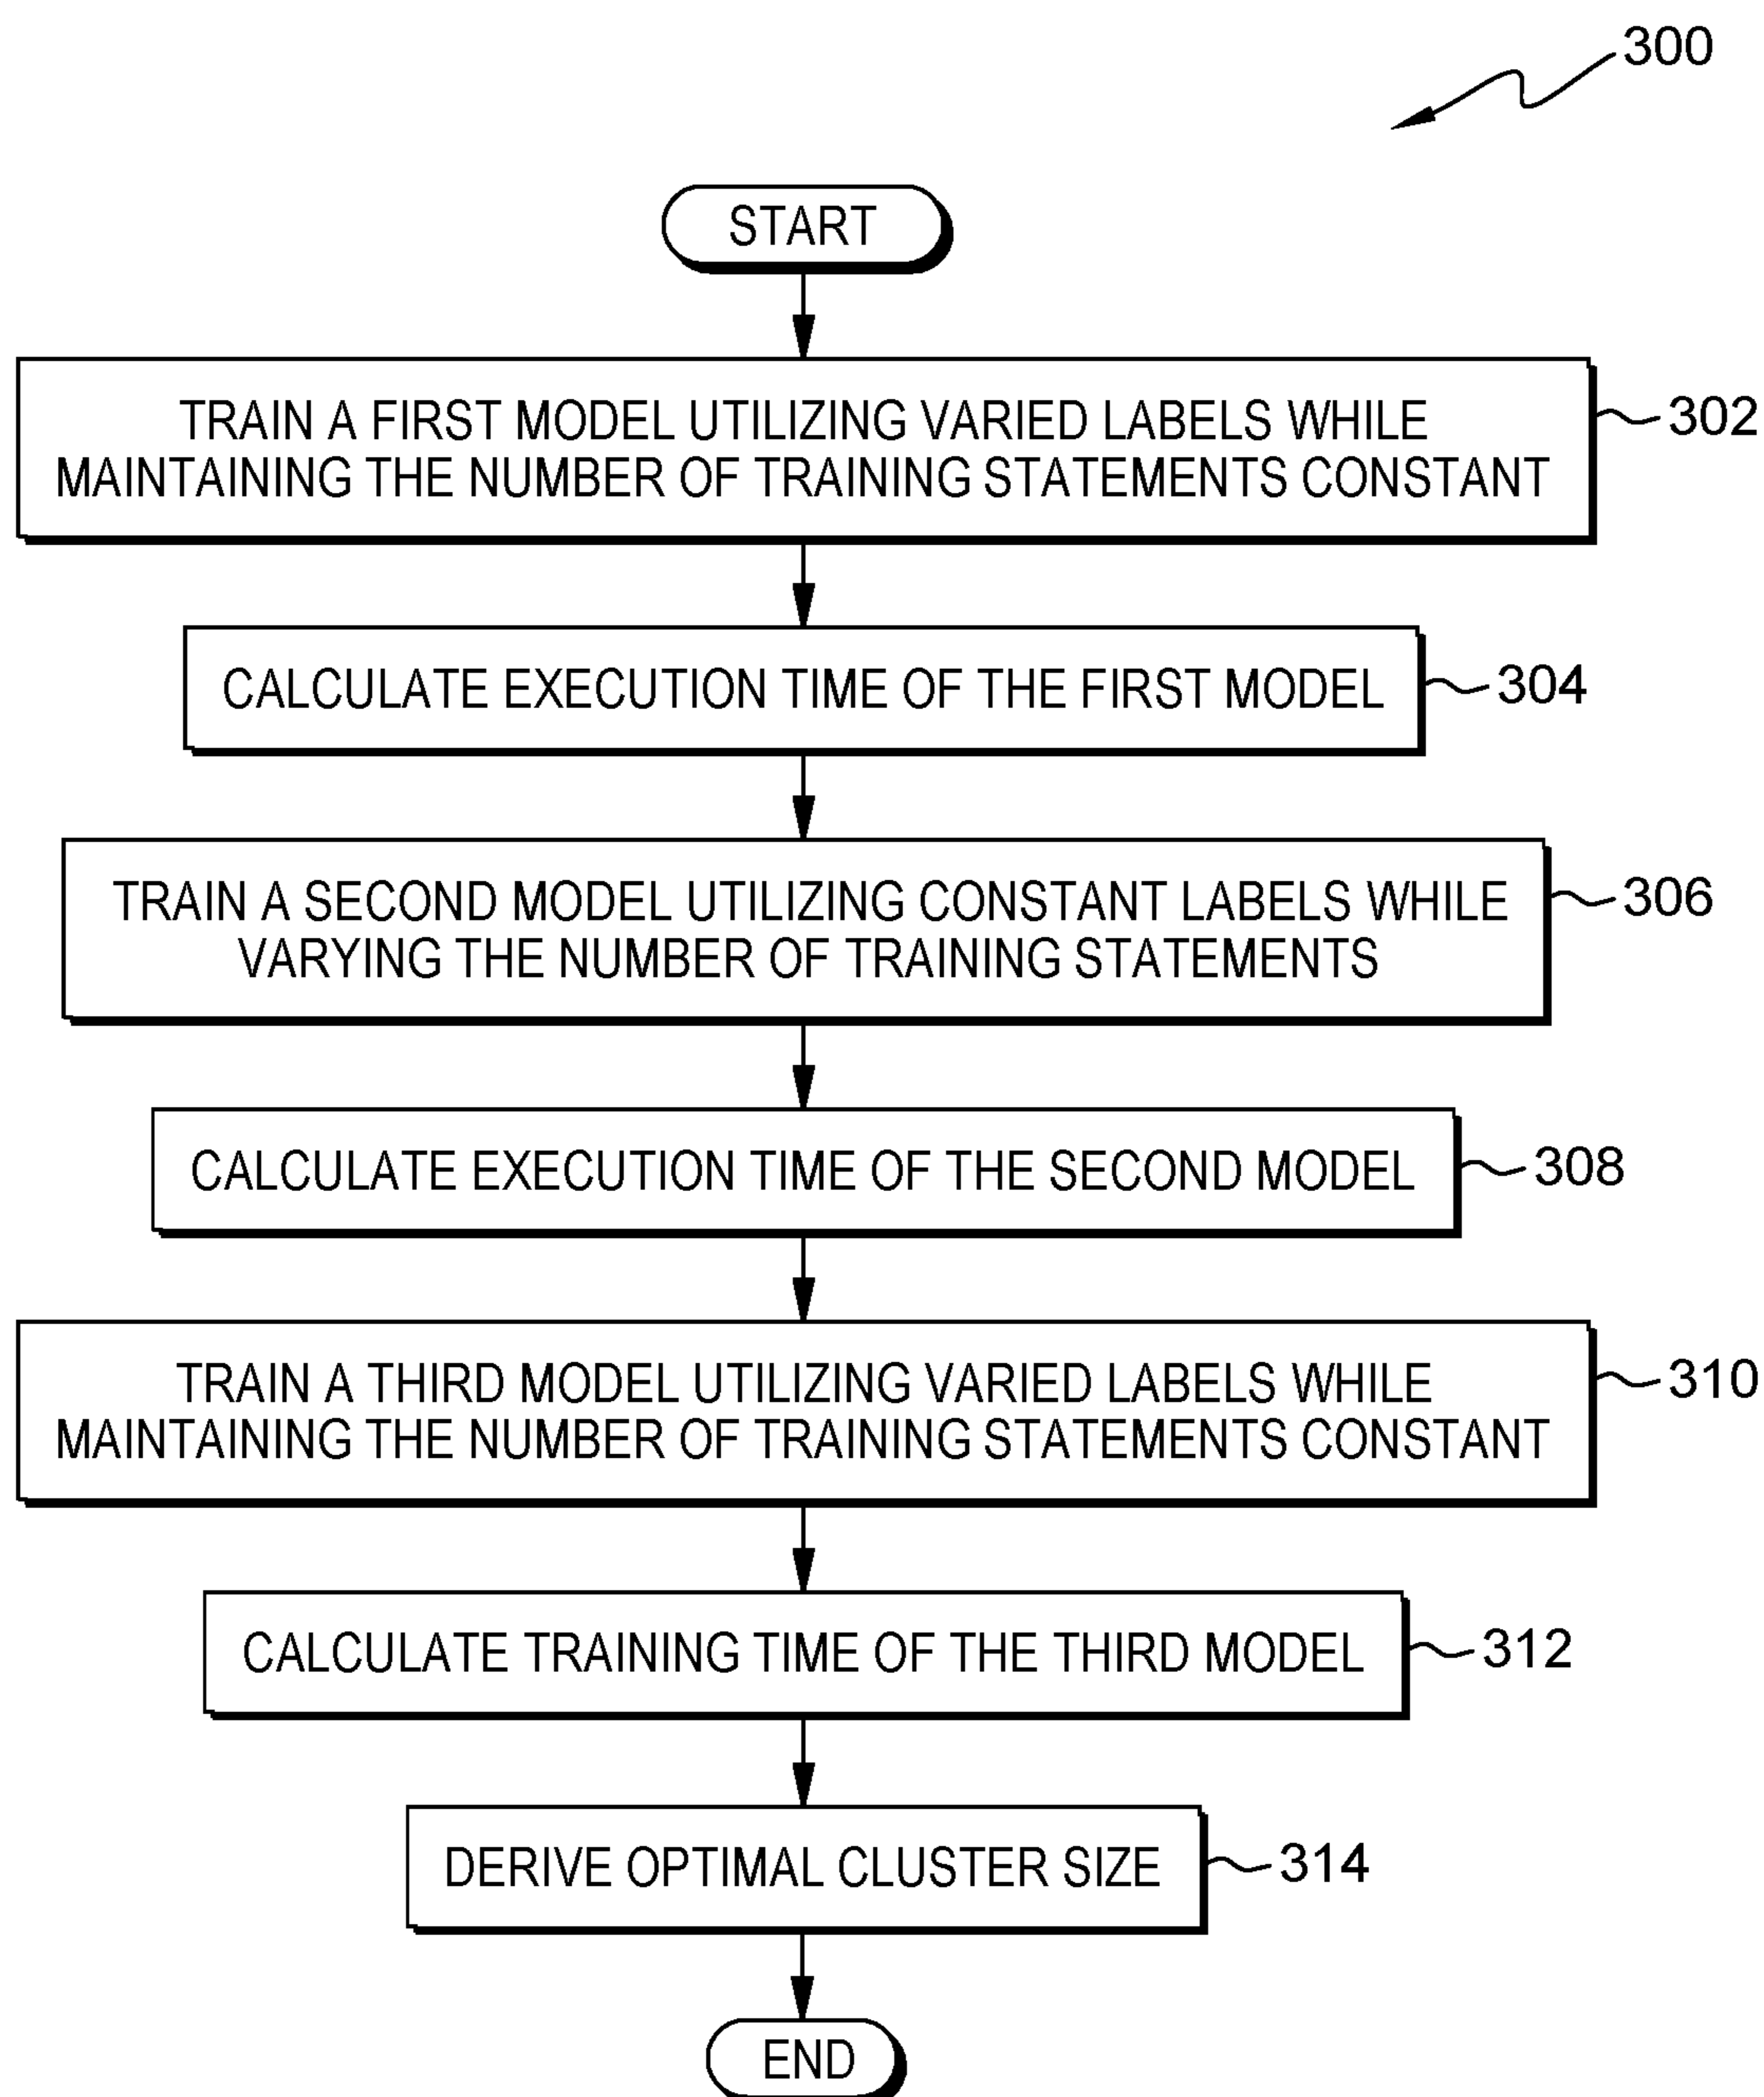 300
START
TRAIN A FIRST MODEL UTILIZING VARIED LABELS WHILE
MAINTAINING THE NUMBER OF TRAINING STATEMENTS CONSTANT
302
CALCULATE EXECUTION TIME OF THE FIRST MODEL
304
TRAIN A SECOND MODEL UTILIZING CONSTANT LABELS WHILE
VARYING THE NUMBER OF TRAINING STATEMENTS
306
CALCULATE EXECUTION TIME OF THE SECOND MODEL
308
TRAIN A THIRD MODEL UTILIZING VARIED LABELS WHILE
MAINTAINING THE NUMBER OF TRAINING STATEMENTS CONSTANT
310
CALCULATE TRAINING TIME OF THE THIRD MODEL
312
DERIVE OPTIMAL CLUSTER SIZE
314
END